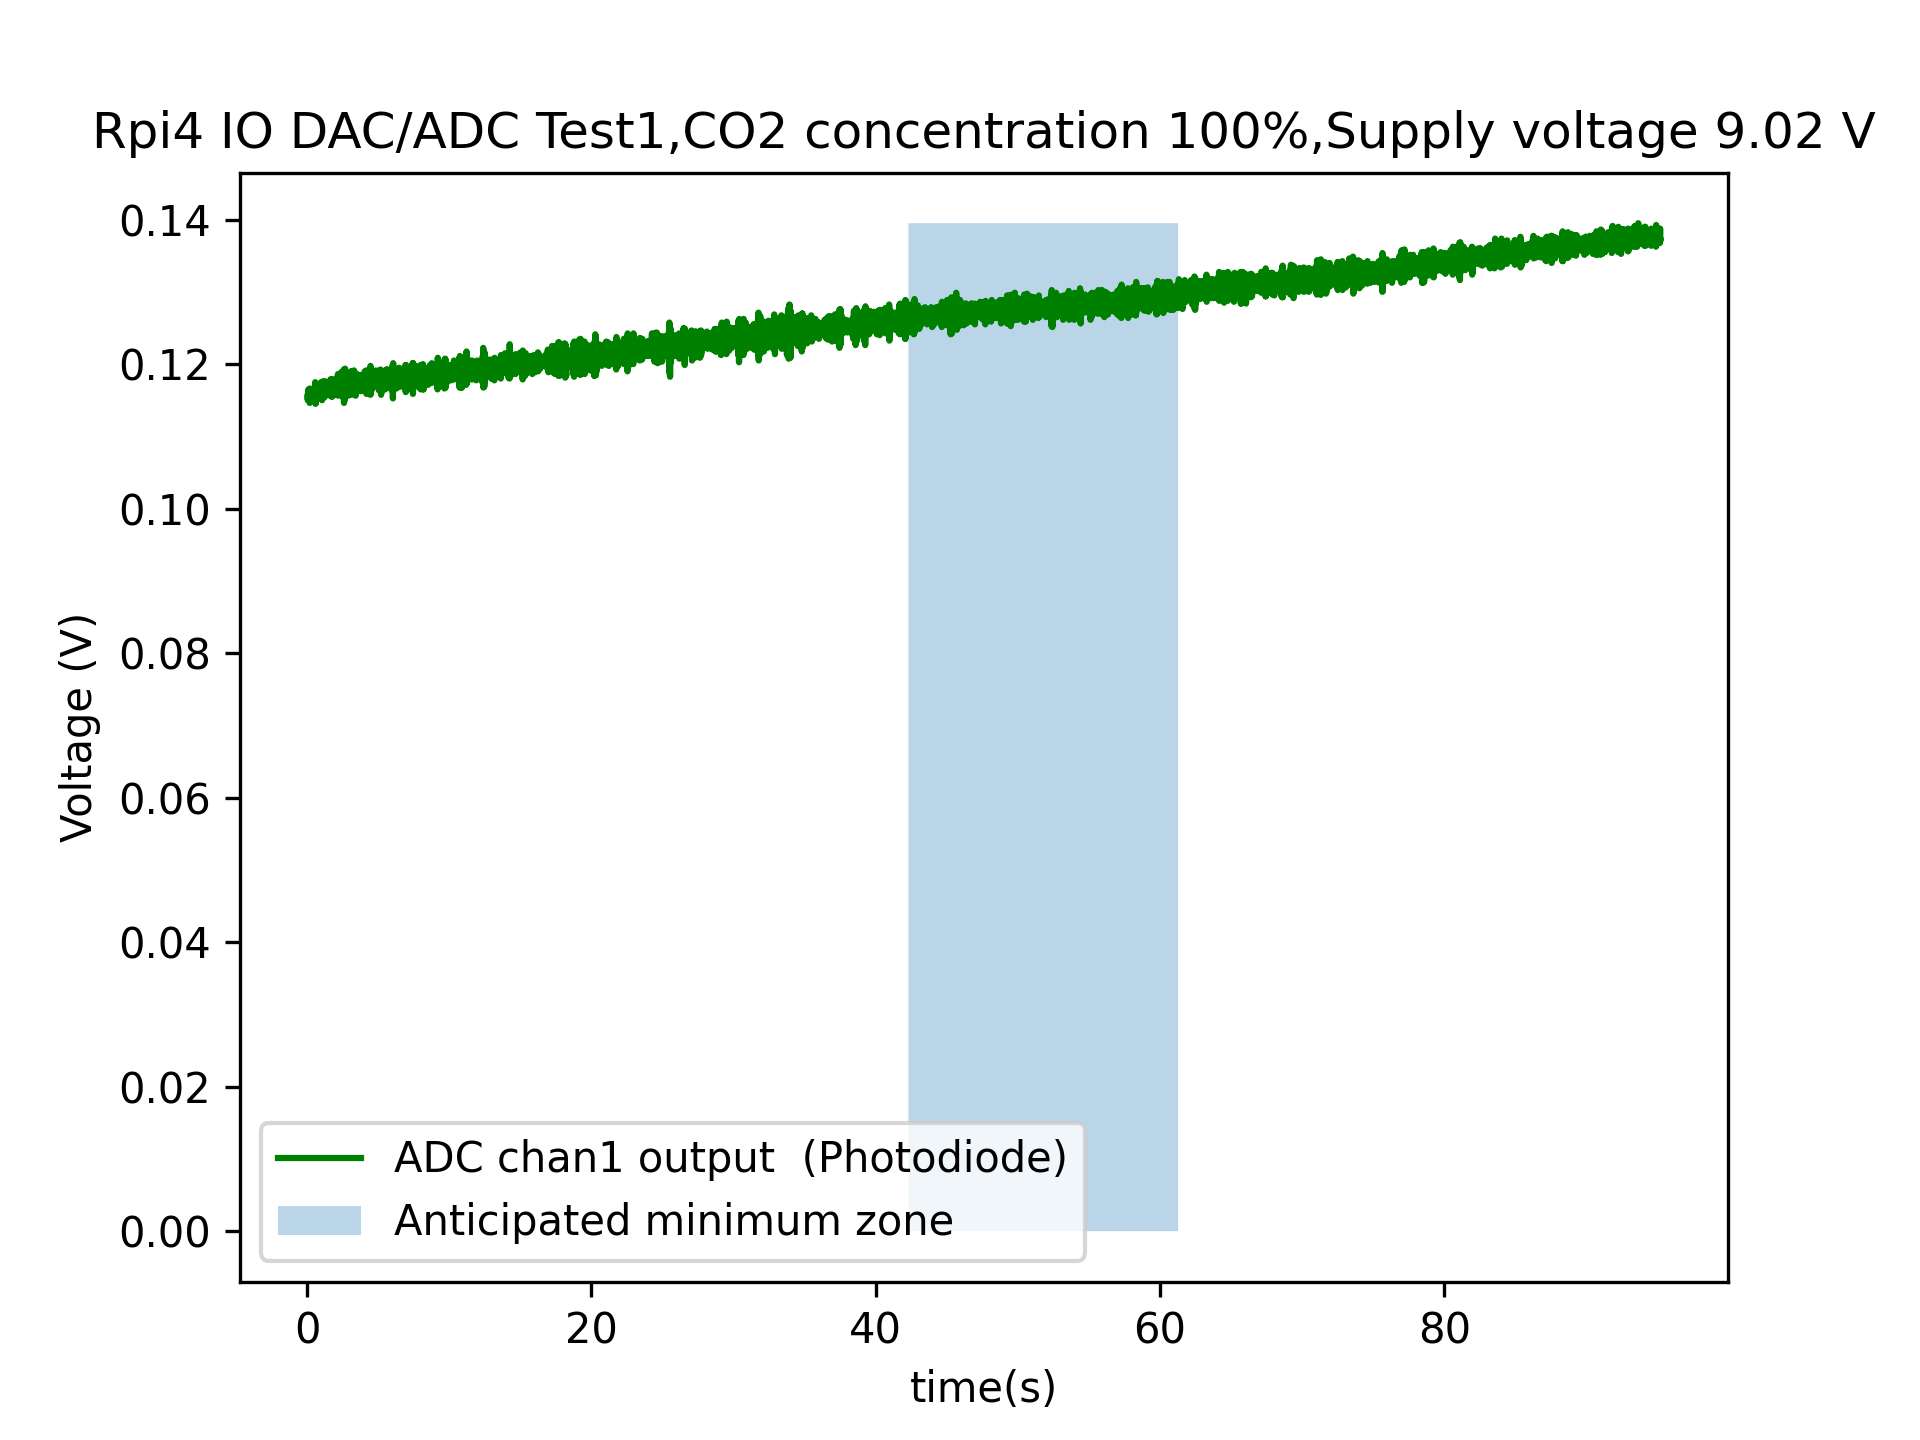 Rpi4 IO DAC/ADC Test1,CO2 concentration 100%,Supply voltage 9.02 V
0.14
0.12
0.10
0.08
0.06
0.04
0.02
0.00
Voltage (V)
ADC chan1 output  (Photodiode)
Anticipated minimum zone
0 20 40 60 80
time(s)